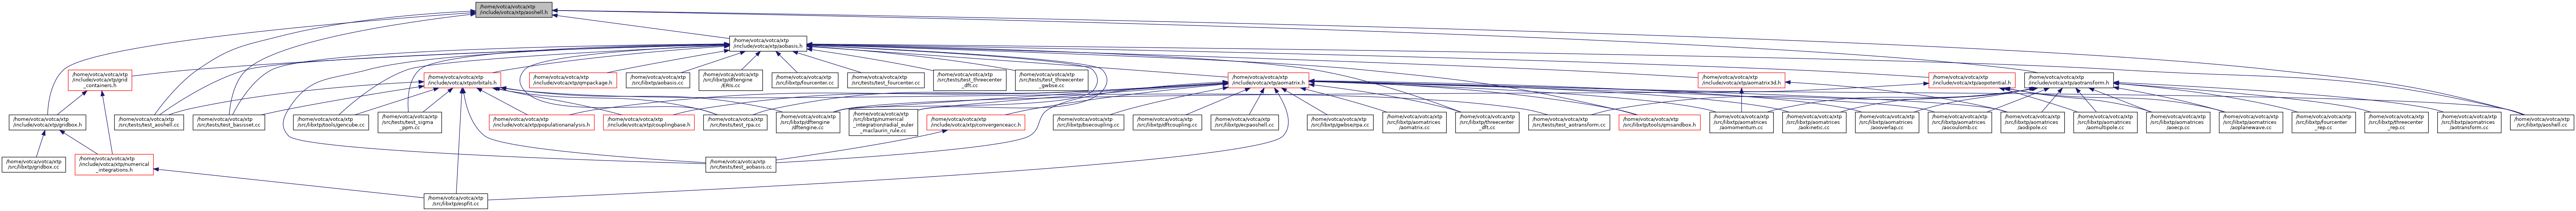 /home/votca/votca/xtp
/include/votca/xtp/aoshell.h
/home/votca/votca/xtp
/include/votca/xtp/aobasis.h
/home/votca/votca/xtp
/include/votca/xtp/grid
_containers.h
/home/votca/votca/xtp
/include/votca/xtp/orbitals.h
/home/votca/votca/xtp
/include/votca/xtp/qmpackage.h
/home/votca/votca/xtp
/src/libxtp/aobasis.cc
/home/votca/votca/xtp
/src/libxtp/dftengine
/ERIs.cc
/home/votca/votca/xtp
/src/libxtp/fourcenter.cc
/home/votca/votca/xtp
/src/tests/test_fourcenter.cc
/home/votca/votca/xtp
/src/tests/test_threecenter
_dft.cc
/home/votca/votca/xtp
/src/tests/test_threecenter
_gwbse.cc
/home/votca/votca/xtp
/include/votca/xtp/aomatrix.h
/home/votca/votca/xtp
/include/votca/xtp/aomatrix3d.h
/home/votca/votca/xtp
/include/votca/xtp/aopotential.h
/home/votca/votca/xtp
/include/votca/xtp/aotransform.h
/home/votca/votca/xtp
/include/votca/xtp/gridbox.h
/home/votca/votca/xtp
/src/tests/test_aoshell.cc
/home/votca/votca/xtp
/src/tests/test_basisset.cc
/home/votca/votca/xtp
/src/libxtp/tools/gencube.cc
/home/votca/votca/xtp
/src/tests/test_sigma
_ppm.cc
/home/votca/votca/xtp
/include/votca/xtp/populationanalysis.h
/home/votca/votca/xtp
/include/votca/xtp/couplingbase.h
/home/votca/votca/xtp
/src/tests/test_rpa.cc
/home/votca/votca/xtp
/src/libxtp/dftengine
/dftengine.cc
/home/votca/votca/xtp
/src/libxtp/numerical
_integration/radial_euler
_maclaurin_rule.cc
/home/votca/votca/xtp
/include/votca/xtp/convergenceacc.h
/home/votca/votca/xtp
/src/libxtp/bsecoupling.cc
/home/votca/votca/xtp
/src/libxtp/dftcoupling.cc
/home/votca/votca/xtp
/src/libxtp/ecpaoshell.cc
/home/votca/votca/xtp
/src/libxtp/gwbse/rpa.cc
/home/votca/votca/xtp
/src/libxtp/aomatrices
/aomatrix.cc
/home/votca/votca/xtp
/src/libxtp/threecenter
_dft.cc
/home/votca/votca/xtp
/src/tests/test_aotransform.cc
/home/votca/votca/xtp
/src/libxtp/tools/qmsandbox.h
/home/votca/votca/xtp
/src/libxtp/aomatrices
/aomomentum.cc
/home/votca/votca/xtp
/src/libxtp/aomatrices
/aokinetic.cc
/home/votca/votca/xtp
/src/libxtp/aomatrices
/aooverlap.cc
/home/votca/votca/xtp
/src/libxtp/aomatrices
/aocoulomb.cc
/home/votca/votca/xtp
/src/libxtp/aomatrices
/aodipole.cc
/home/votca/votca/xtp
/src/libxtp/aomatrices
/aomultipole.cc
/home/votca/votca/xtp
/src/libxtp/aomatrices
/aoecp.cc
/home/votca/votca/xtp
/src/libxtp/aomatrices
/aoplanewave.cc
/home/votca/votca/xtp
/src/libxtp/fourcenter
_rep.cc
/home/votca/votca/xtp
/src/libxtp/threecenter
_rep.cc
/home/votca/votca/xtp
/src/libxtp/aomatrices
/aotransform.cc
/home/votca/votca/xtp
/src/libxtp/aoshell.cc
/home/votca/votca/xtp
/src/libxtp/gridbox.cc
/home/votca/votca/xtp
/include/votca/xtp/numerical
_integrations.h
/home/votca/votca/xtp
/src/tests/test_aobasis.cc
/home/votca/votca/xtp
/src/libxtp/espfit.cc